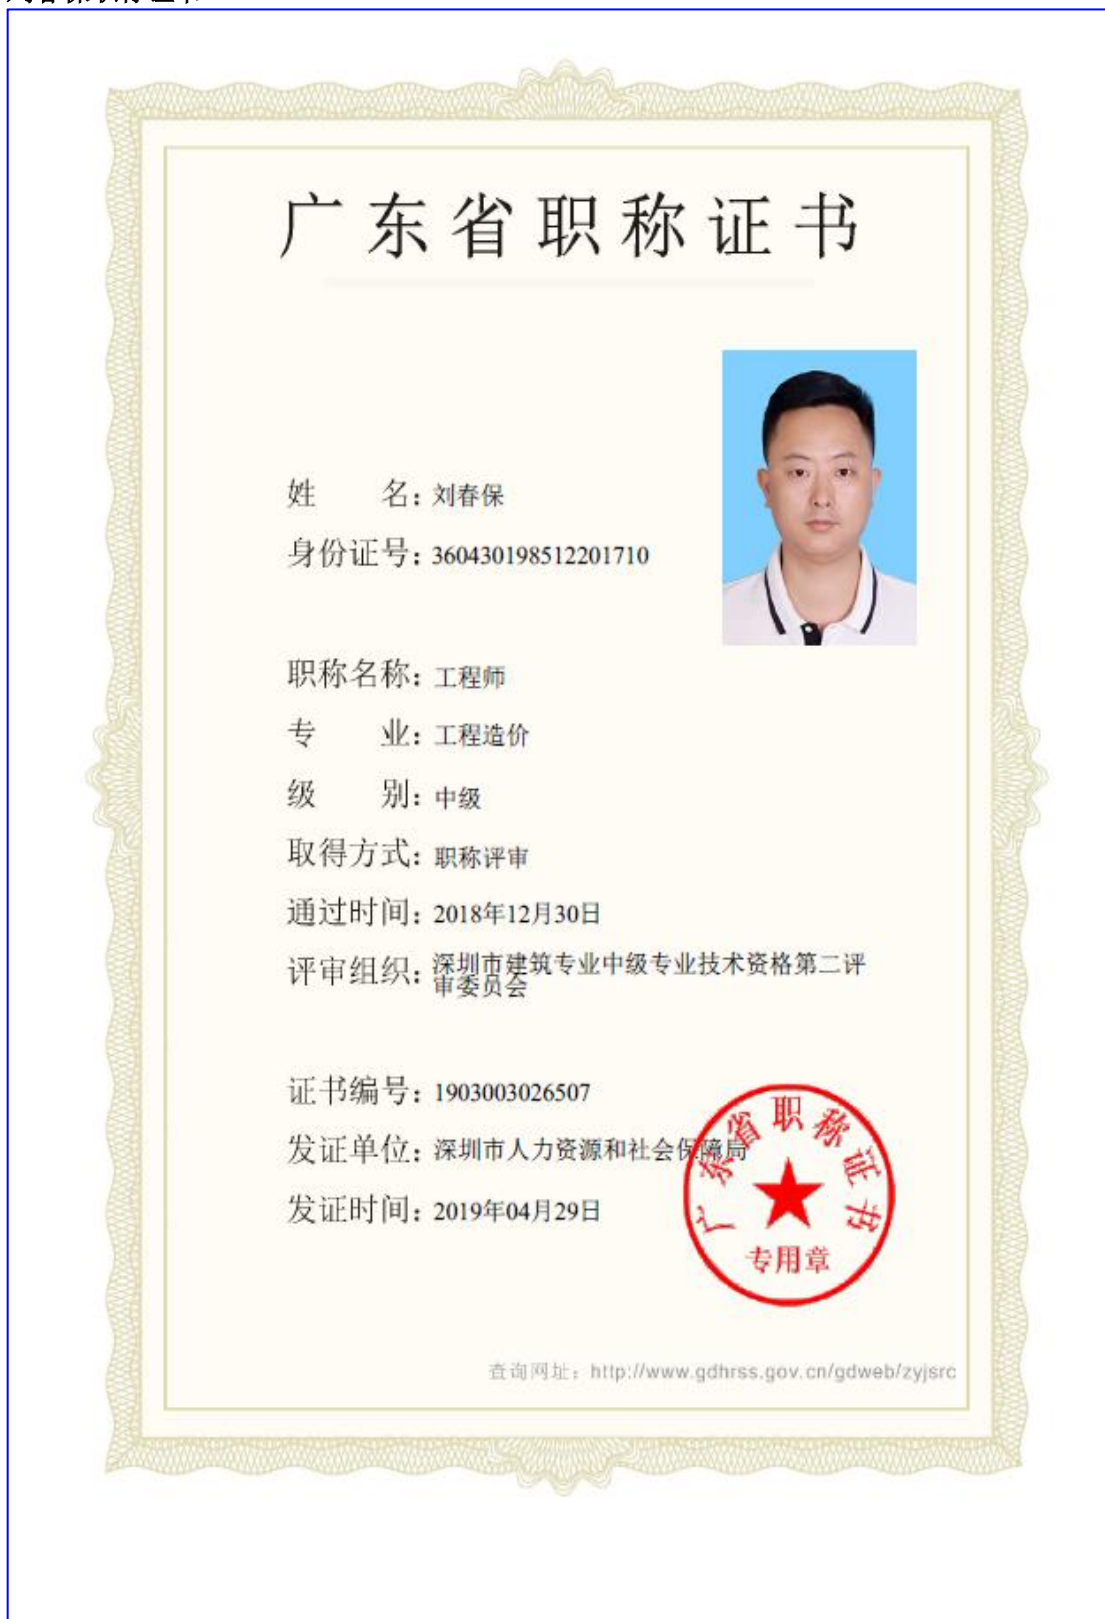 广东省职称证书
姓 名：刘春保
身份证号：360430198512201710
职称名称：工程师
专 业：工程造价
级 别：中级
取得方式：职称评审
通过时间：2018年12月30日
评审组织：深圳市建筑专业中级专业技术资格第二评
审委员会
证书编号：1903003026507
发证单位：深圳市人力资源和社会保障局
发证时间：2019年04月29日
广东省职称证书
专用章
查询网址：http://www.gdhrss.gov.cn/gdweb/zyjsrc